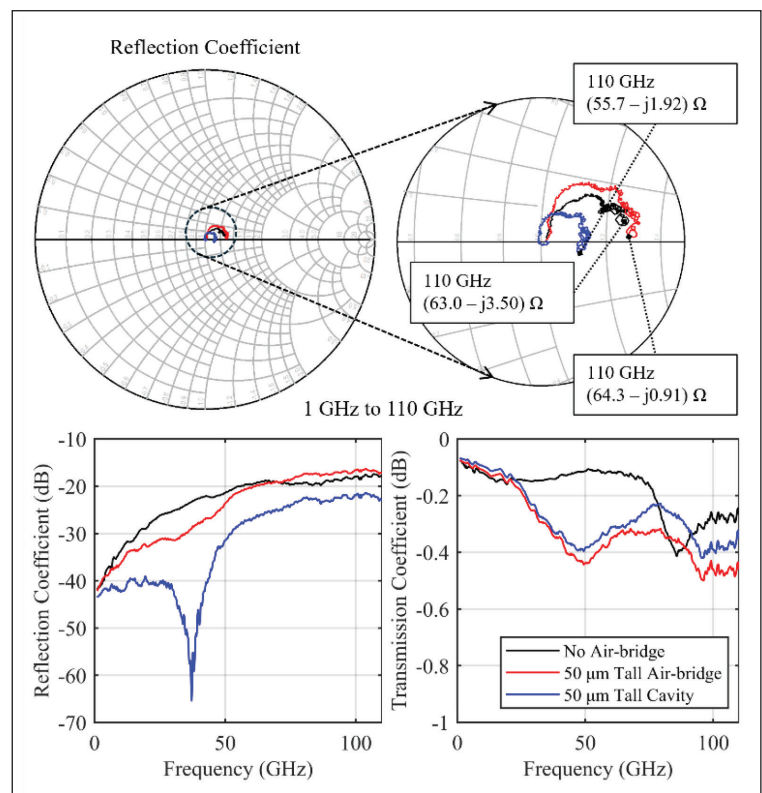 Reflection Coefficient
110 GHz
(55.7 – j1.92) Ω
110 GHz
(63.0 – j3.50) Ω
110 GHz
(64.3 – j0.91) Ω
1 GHz to 110 GHz
-10
-20
-30
-40
-50
-60
-70
Reflection Coefficient (dB)
0
50
100
Frequency (GHz)
0
-0.2
-0.4
-0.6
-0.8
-1
Transmission Coefficient (dB)
No Air-bridge
50 μm Tall Air-bridge
50 μm Tall Cavity
0
50
100
Frequency (GHz)